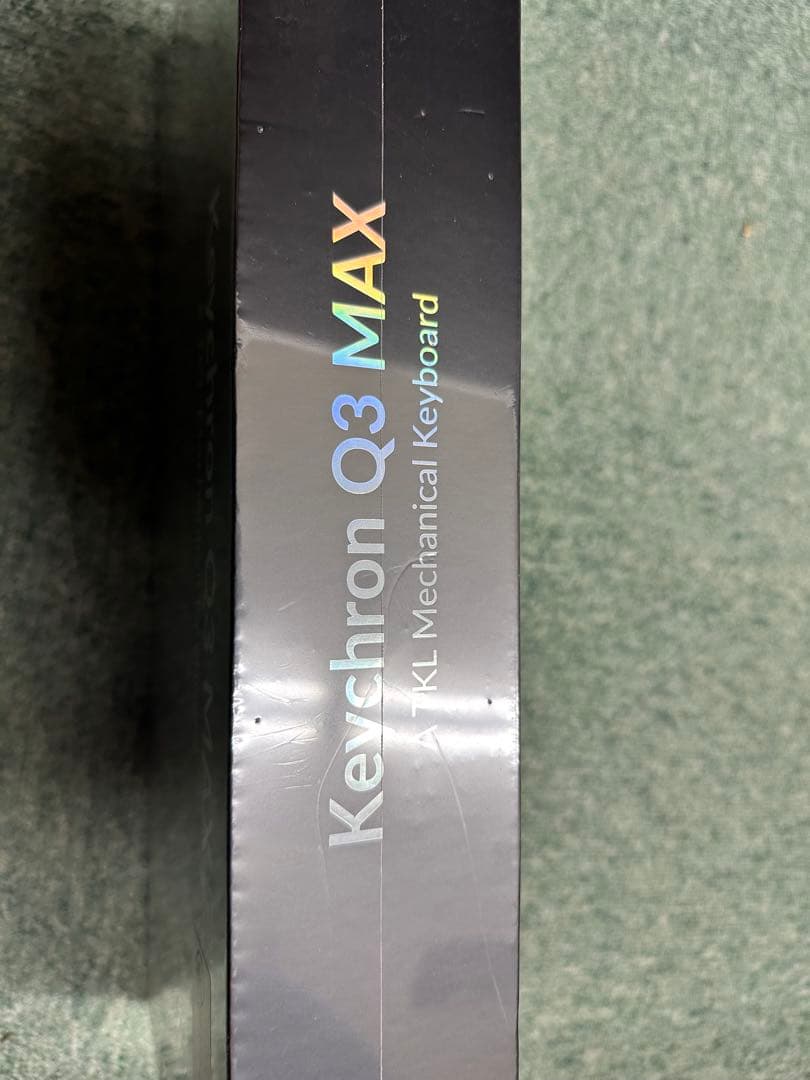 Keychron Q3 MAX
A TKL Mechanical Keyboard